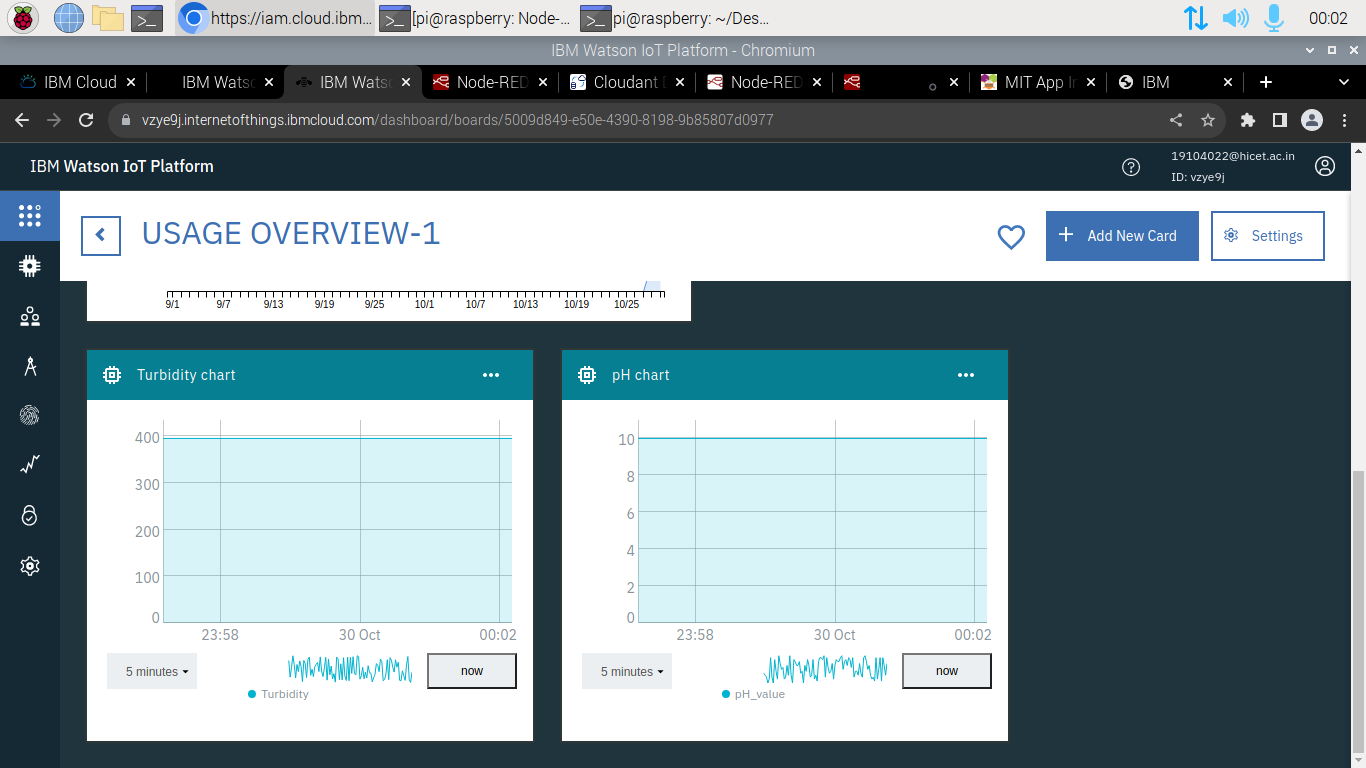 https://iam.cloud.ibm... [pi@raspberry: Node-... pi@raspberry: ~/Des... 00:02
IBM Watson IoT Platform - Chromium
IBM Cloud IBM Wats IBM Wats Node-RED Cloudant Node-RED MIT App In IBM
vzye9j.internetofthings.ibmcloud.com/dashboard/boards/5009d849-e50e-4390-8198-9b85807d0977
IBM Watson IoT Platform
19104022@hicet.ac.in
ID: vzye9j
USAGE OVERVIEW-1
Add New Card
Settings
9/1 9/7 9/13 9/19 9/25 10/1 10/7 10/13 10/19 10/25
Turbidity chart
400
300
200
100
0
23:58 30 Oct 00:02
5 minutes
now
Turbidity
pH chart
10
8
6
4
2
0
23:58 30 Oct 00:02
5 minutes
now
pH_value